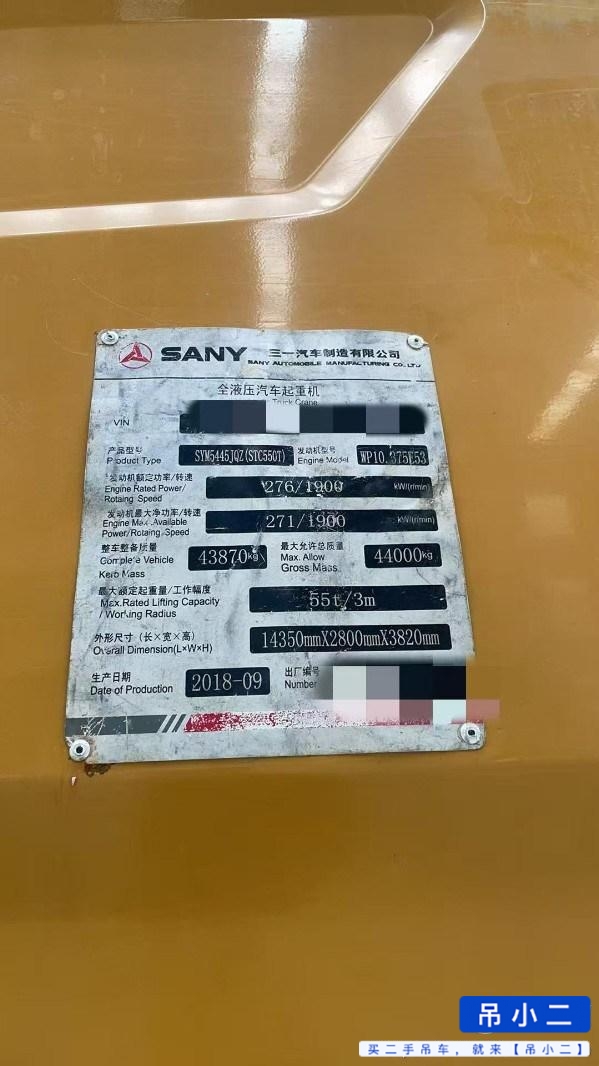 SANY 三一汽车制造有限公司
SANY AUTOMOBILE MANUFACTURING CO., LTD
全液压汽车起重机
Truck Crane
VIN
产品型号 SYM5445JQZ(STC550T) 发动机型号 WP10.375E53
Product Type Engine Model
发动机额定功率/转速 276/1900 kW/(r/min)
Engine Rated Power/
Rotaing Speed
发动机最大净功率/转速 271/1900 kW/(r/min)
Engine Max.Available
Power/Rotaing Speed
整车整备质量 43870kg 最大允许总质量 44000kg
Complete Vehicle Max. Allow
Kerb Mass Gross Mass
最大额定起重量/工作幅度 55t/3m
Max.Rated Lifting Capacity
/ Working Radius
外形尺寸（长×宽×高） 14350mmX2800mmX3820mm
Overall Dimension(L×W×H)
生产日期 2018-09 出厂编号
Date of Production Number
吊小二
买二手吊车，就来【吊小二】